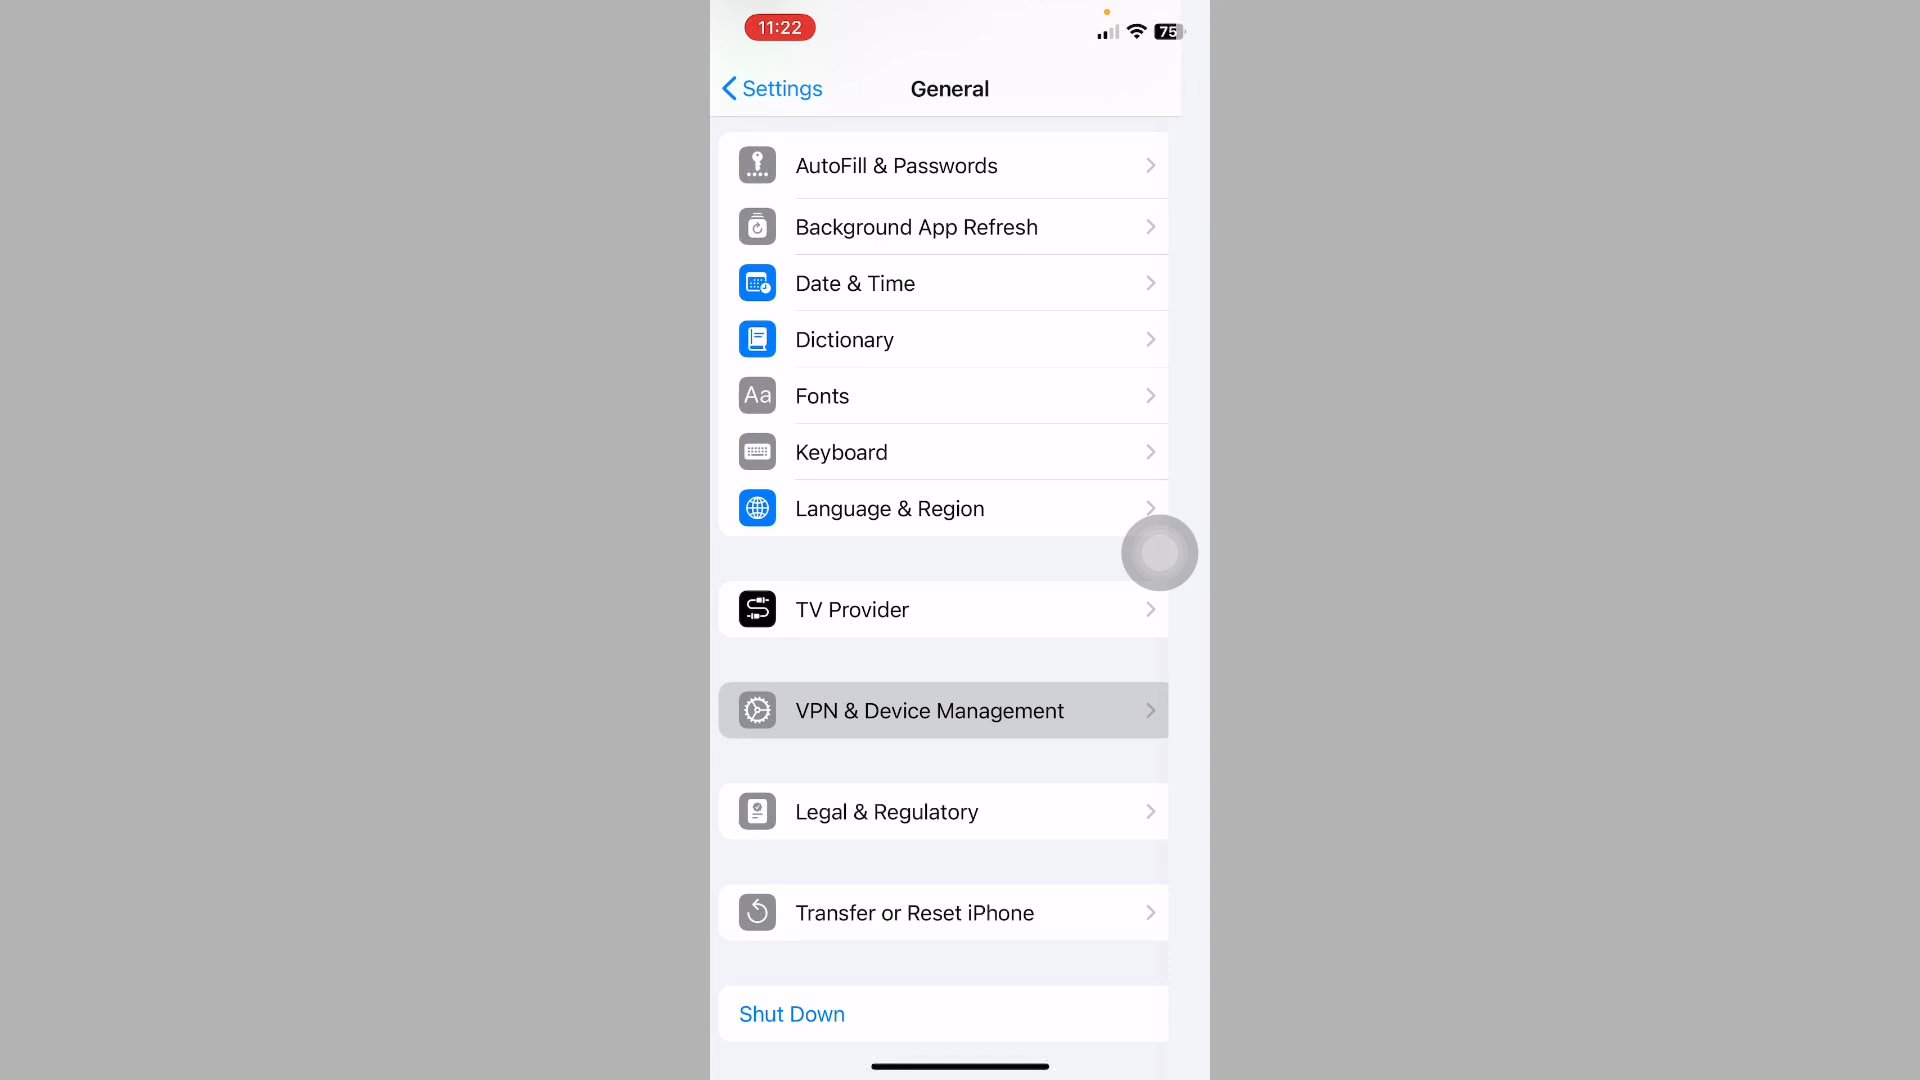 11:22
75
Settings
General
AutoFill & Passwords
Background App Refresh
Date & Time
Dictionary
Aa
Fonts
Keyboard
Language & Region
TV Provider
VPN & Device Management
Legal & Regulatory
Transfer or Reset iPhone
Shut Down